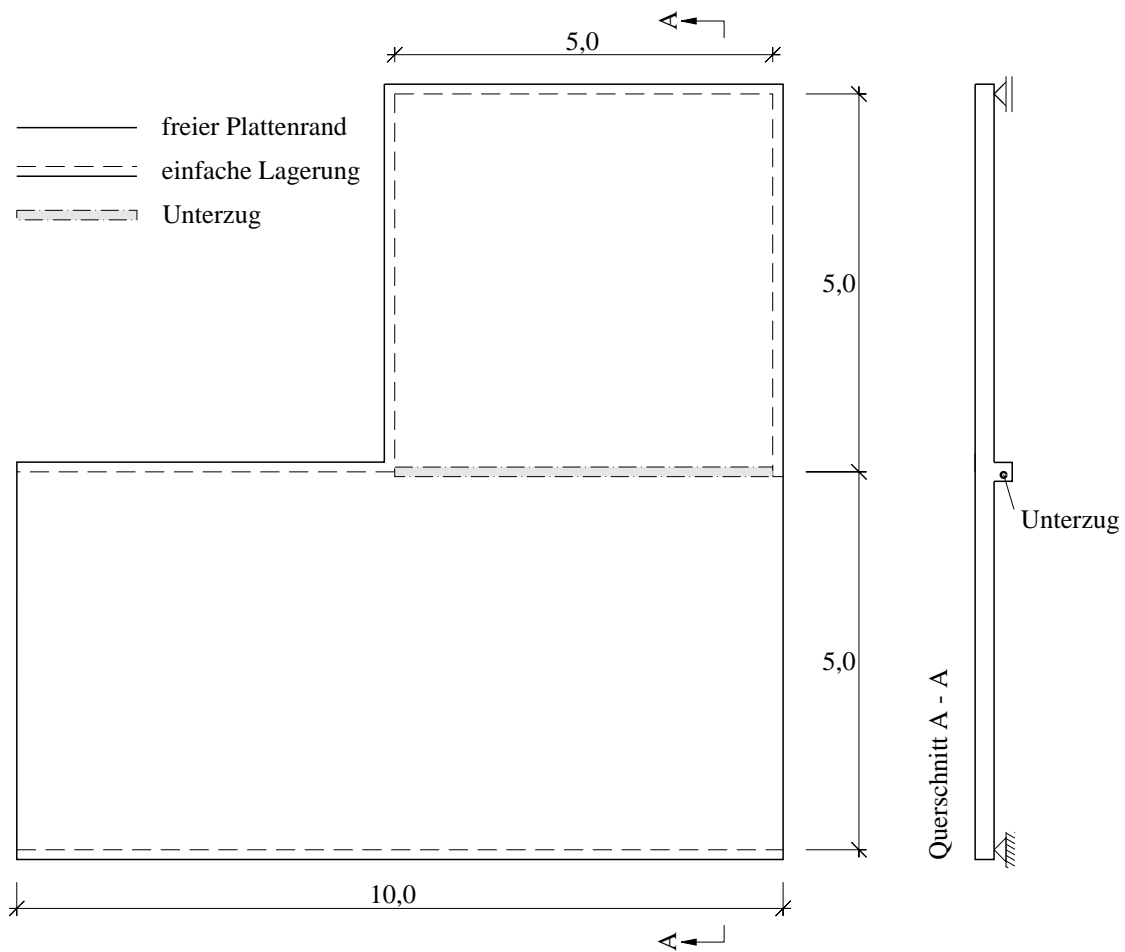 A
5,0
freier Plattenrand
einfache Lagerung
Unterzug
5,0
Unterzug
5,0
Querschnitt A - A
10,0
A